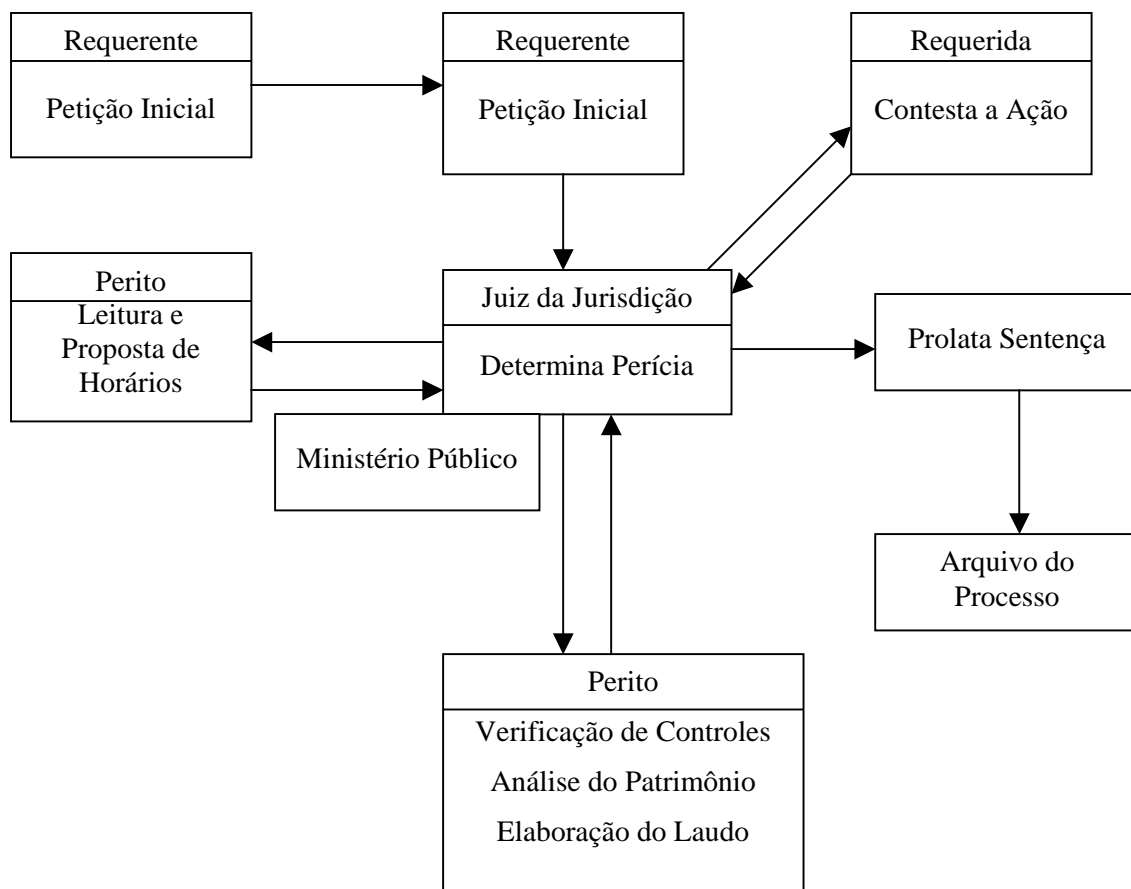 Requerente
Petição Inicial
Requerente
Petição Inicial
Requerida
Contesta a Ação
Perito
Leitura e
Proposta de
Horários
Juiz da Jurisdição
Determina Perícia
Ministério Público
Prolata Sentença
Arquivo do
Processo
Perito
Verificação de Controles
Análise do Patrimônio
Elaboração do Laudo